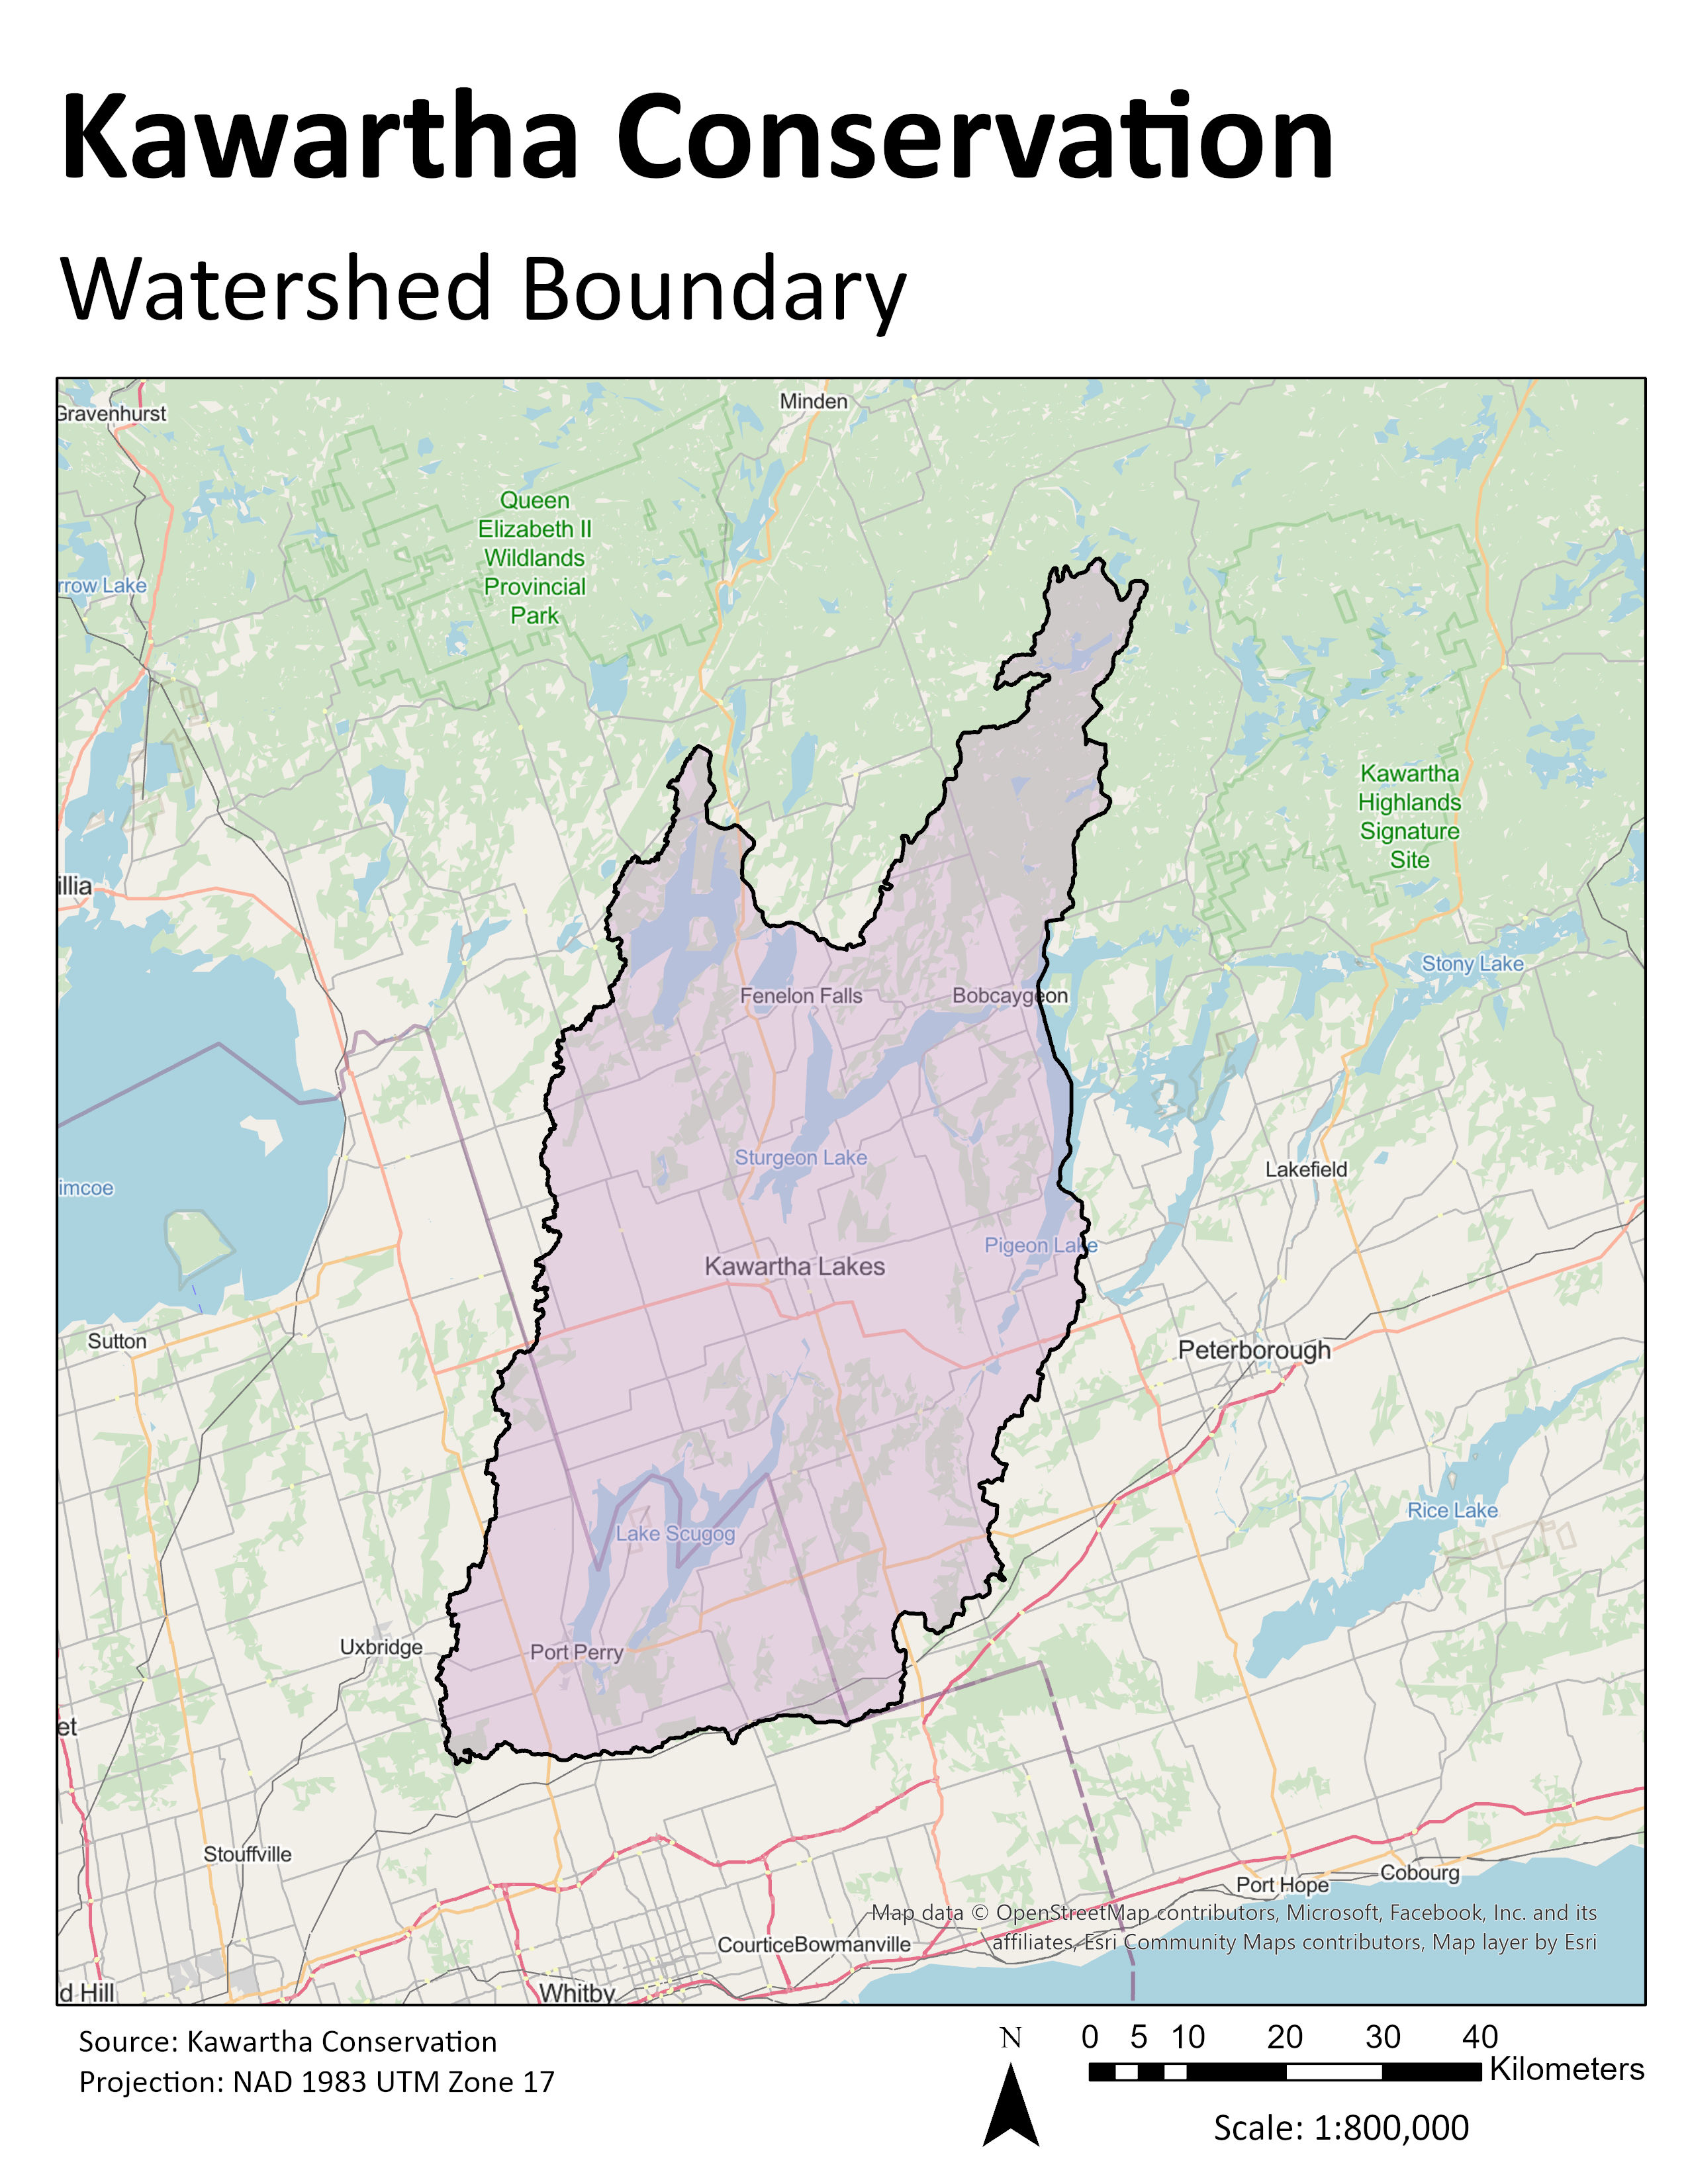 Kawartha Conservation
Watershed Boundary
Minden
Gravenhurst
Queen
Elizabeth II
Wildlands
Provincial
Park
rrow Lake
Kawartha
Highlands
Signature
Site
illia
Stony Lake
Fenelon Falls
Bobcaygeon
Sturgeon Lake
Lakefield
imcoe
Pigeon Lake
Kawartha Lakes
Sutton
Peterborough
Rice Lake
Lake Scugog
Uxbridge
Port Perry
et
Stouffville
Cobourg
Port Hope
Map data © OpenStreetMap contributors, Microsoft, Facebook, Inc. and its
affiliates, Esri Community Maps contributors, Map layer by Esri
CourticeBowmanville
d Hill
Whitby
Source: Kawartha Conservation
Projection: NAD 1983 UTM Zone 17
N
0 5 10 20 30 40
Kilometers
Scale: 1:800,000